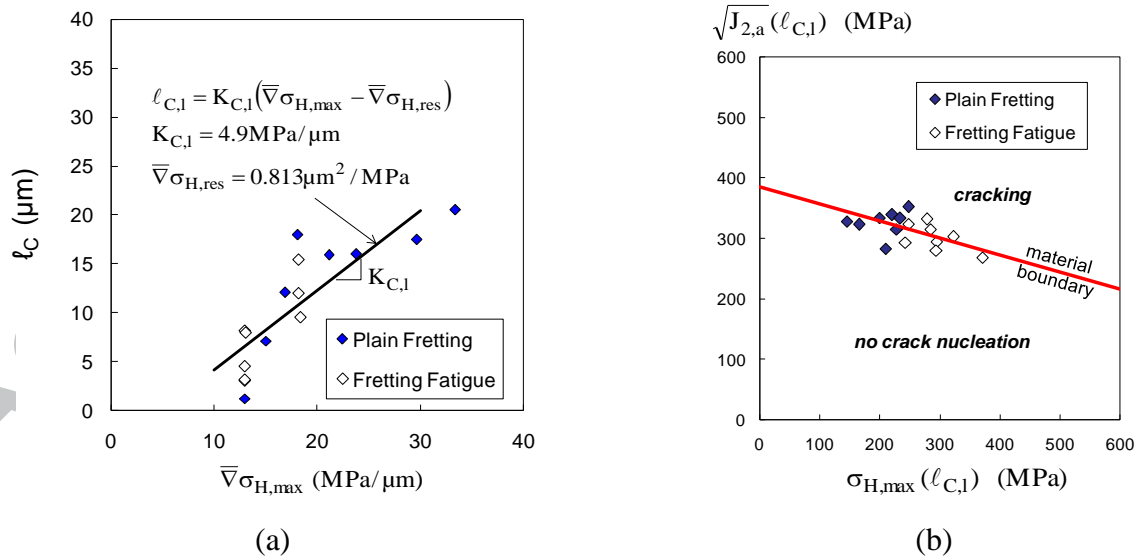 40
35
30
25
20
15
10
5
0
ℓC (µm)
ℓC,l = KC,l(∇̅σH,max − ∇̅σH,res)
KC,l = 4.9MPa/µm
∇̅σH,res = 0.813µm² / MPa
KC,l
Plain Fretting
Fretting Fatigue
0 10 20 30 40
∇̅σH,max (MPa/µm)
(a)
√J2,a(ℓC,l) (MPa)
600
500
400
300
200
100
0
Plain Fretting
Fretting Fatigue
cracking
material
boundary
no crack nucleation
0 100 200 300 400 500 600
σH,max(ℓC,l) (MPa)
(b)